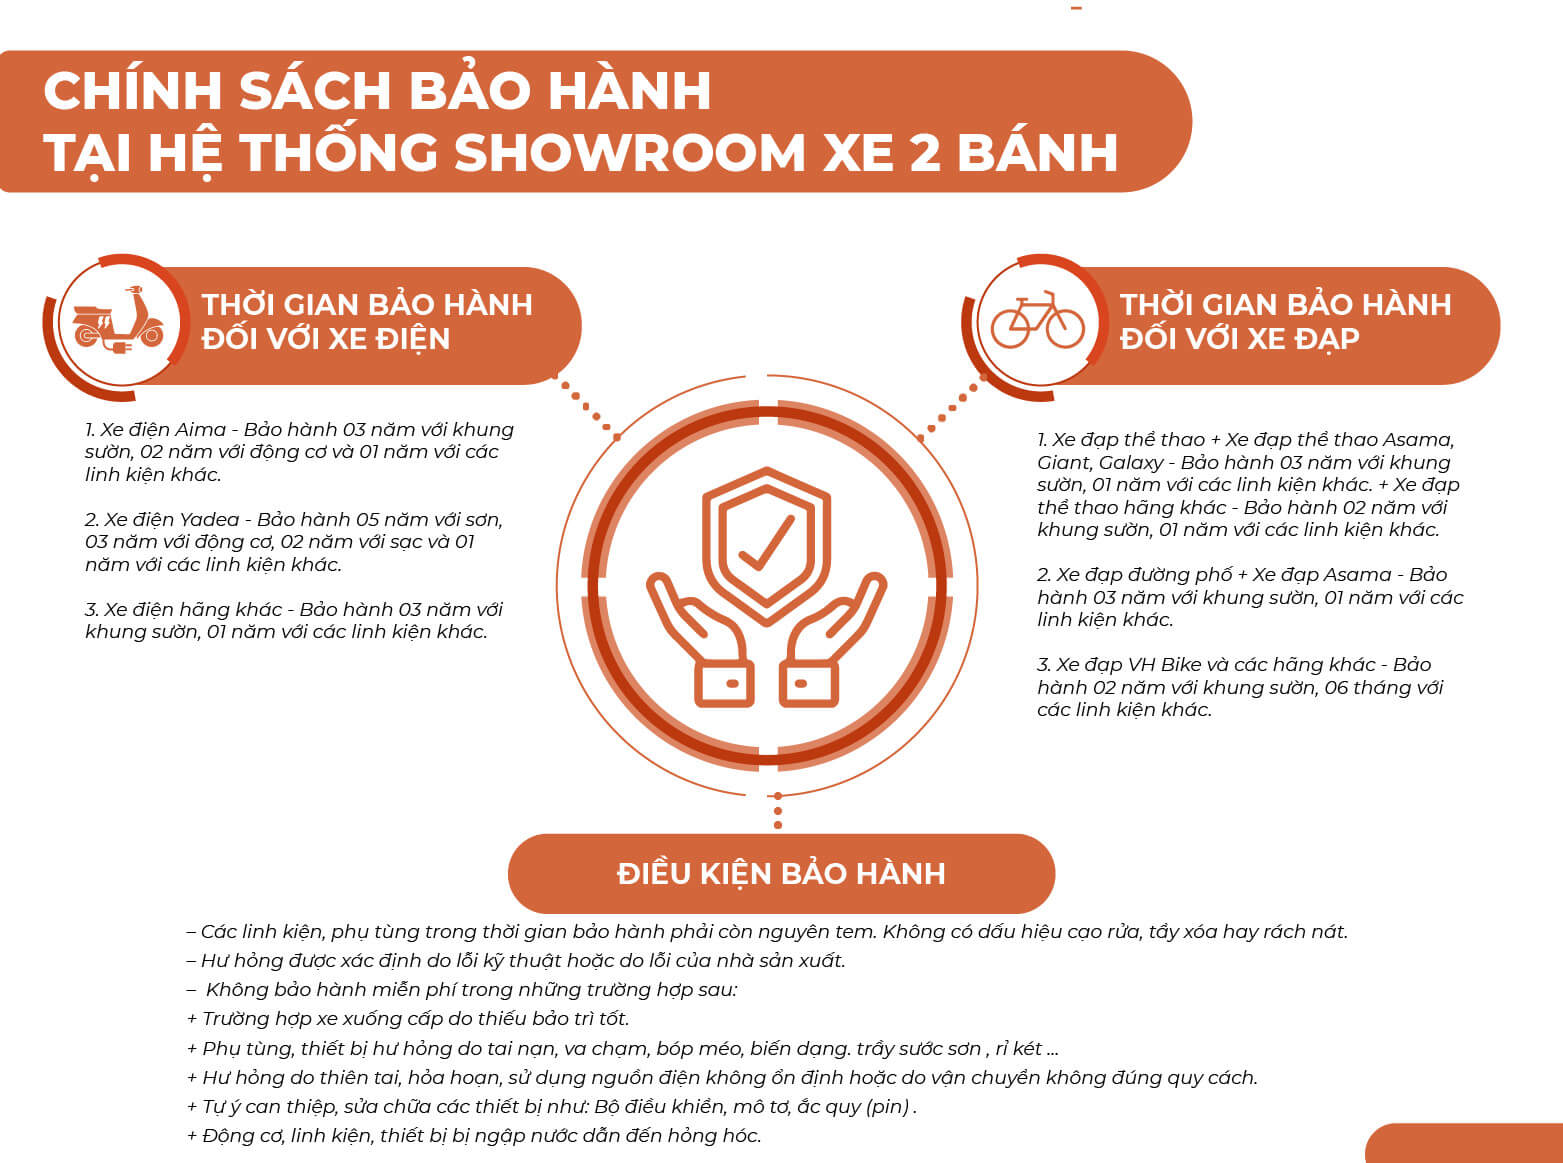 CHÍNH SÁCH BẢO HÀNH
TẠI HỆ THỐNG SHOWROOM XE 2 BÁNH
THỜI GIAN BẢO HÀNH
ĐỐI VỚI XE ĐIỆN
1. Xe điện Aima - Bảo hành 03 năm với khung
sườn, 02 năm với động cơ và 01 năm với các
linh kiện khác.
2. Xe điện Yadea - Bảo hành 05 năm với sơn,
03 năm với động cơ, 02 năm với sạc và 01
năm với các linh kiện khác.
3. Xe điện hãng khác - Bảo hành 03 năm với
khung sườn, 01 năm với các linh kiện khác.
THỜI GIAN BẢO HÀNH
ĐỐI VỚI XE ĐẠP
1. Xe đạp thể thao + Xe đạp thể thao Asama,
Giant, Galaxy - Bảo hành 03 năm với khung
sườn, 01 năm với các linh kiện khác. + Xe đạp
thể thao hãng khác - Bảo hành 02 năm với
khung sườn, 01 năm với các linh kiện khác.
2. Xe đạp đường phố + Xe đạp Asama - Bảo
hành 03 năm với khung sườn, 01 năm với các
linh kiện khác.
3. Xe đạp VH Bike và các hãng khác - Bảo
hành 02 năm với khung sườn, 06 tháng với
các linh kiện khác.
ĐIỀU KIỆN BẢO HÀNH
– Các linh kiện, phụ tùng trong thời gian bảo hành phải còn nguyên tem. Không có dấu hiệu cạo rửa, tẩy xóa hay rách nát.
– Hư hỏng được xác định do lỗi kỹ thuật hoặc do lỗi của nhà sản xuất.
– Không bảo hành miễn phí trong những trường hợp sau:
+ Trường hợp xe xuống cấp do thiếu bảo trì tốt.
+ Phụ tùng, thiết bị hư hỏng do tai nạn, va chạm, bóp méo, biến dạng. trầy sước sơn , rỉ két ...
+ Hư hỏng do thiên tai, hỏa hoạn, sử dụng nguồn điện không ổn định hoặc do vận chuyển không đúng quy cách.
+ Tự ý can thiệp, sửa chữa các thiết bị như: Bộ điều khiển, mô tơ, ắc quy (pin) .
+ Động cơ, linh kiện, thiết bị bị ngập nước dẫn đến hỏng hóc.